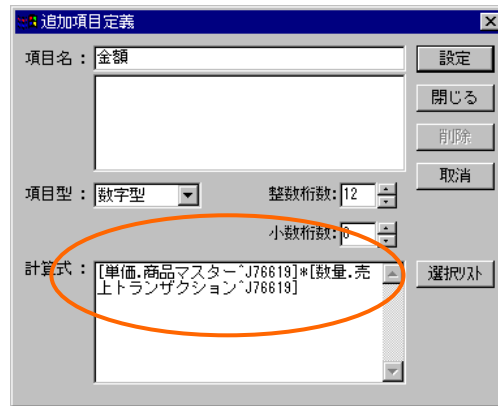 追加項目定義
項目名： 金額
設定
閉じる
削除
取消
項目型： 数字型
整数桁数： 12
小数桁数： 0
計算式：
[単価.商品マスター^J76619]*[数量.売
上トランザクション^J76619]
選択リスト